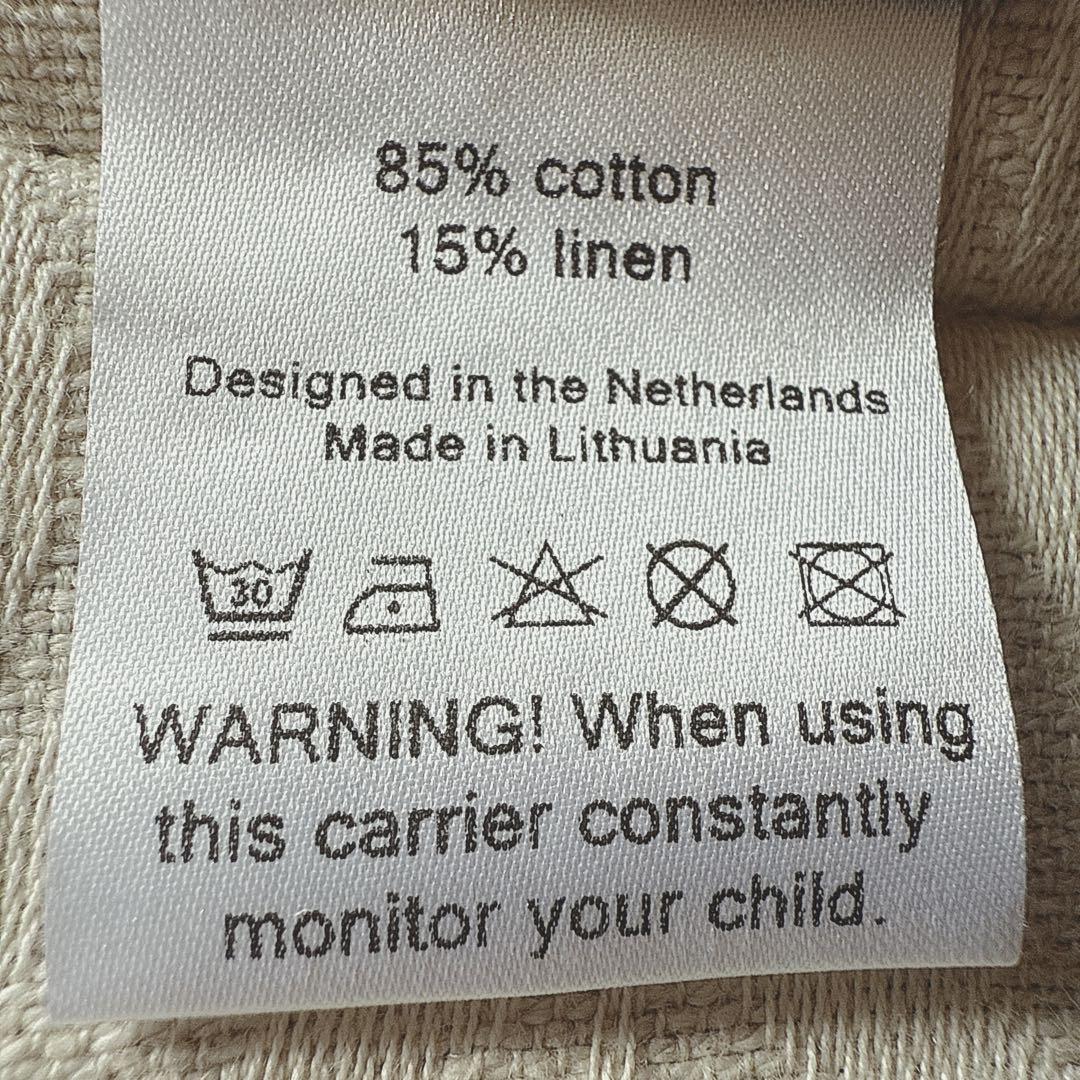 85% cotton
15% linen
Designed in the Netherlands
Made in Lithuania
30
WARNING! When using
this carrier constantly
monitor your child.